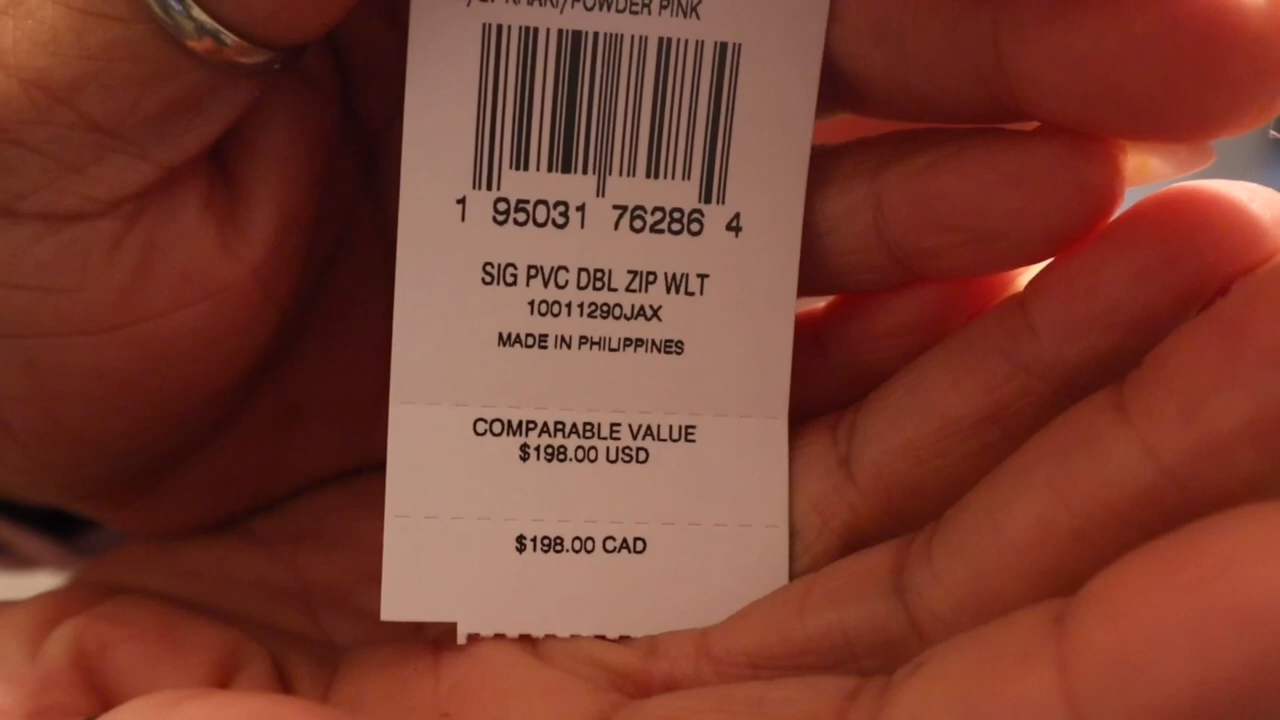 KHAKI/POWDER PINK
1 95031 76286 4
SIG PVC DBL ZIP WLT
10011290JAX
MADE IN PHILIPPINES
COMPARABLE VALUE
$198.00 USD
$198.00 CAD